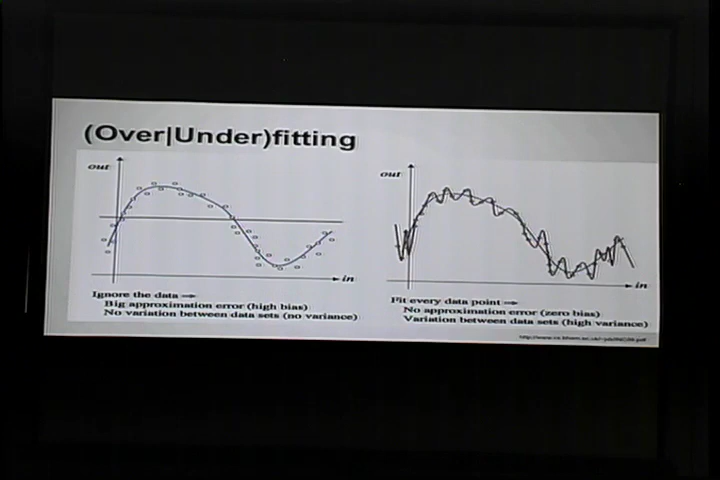 (Over|Under)fitting
out
in
Ignore the data
Big approximation error (high bias)
No variation between data sets (no variance)
out
in
Fit every data point
No approximation error (zero bias)
Variation between data sets (high variance)